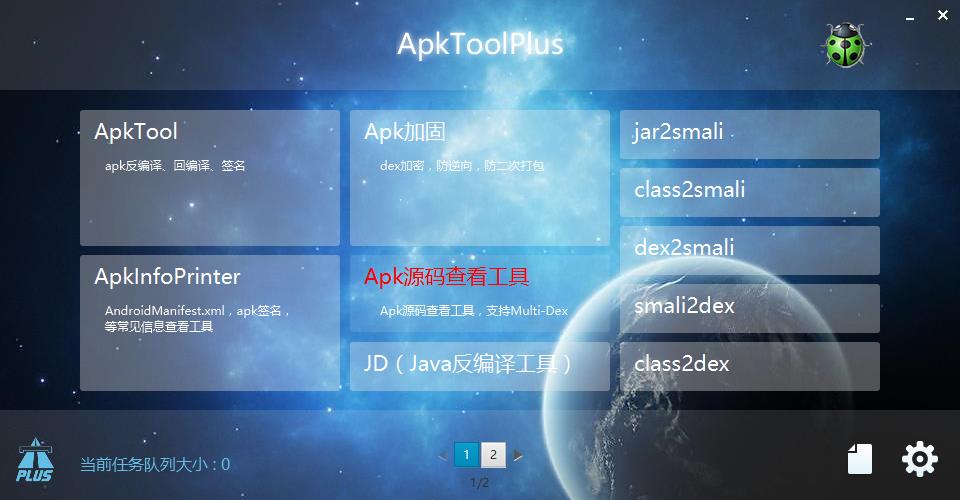 ApkToolPlus
ApkTool
apk反编译、回编译、签名
Apk加固
dex加密，防逆向，防二次打包
jar2smali
class2smali
dex2smali
ApkInfoPrinter
AndroidManifest.xml，apk签名，
等常见信息查看工具
Apk源码查看工具
Apk源码查看工具，支持Multi-Dex
JD（Java反编译工具）
smali2dex
class2dex
PLUS
当前任务队列大小 : 0
1 2
1/2